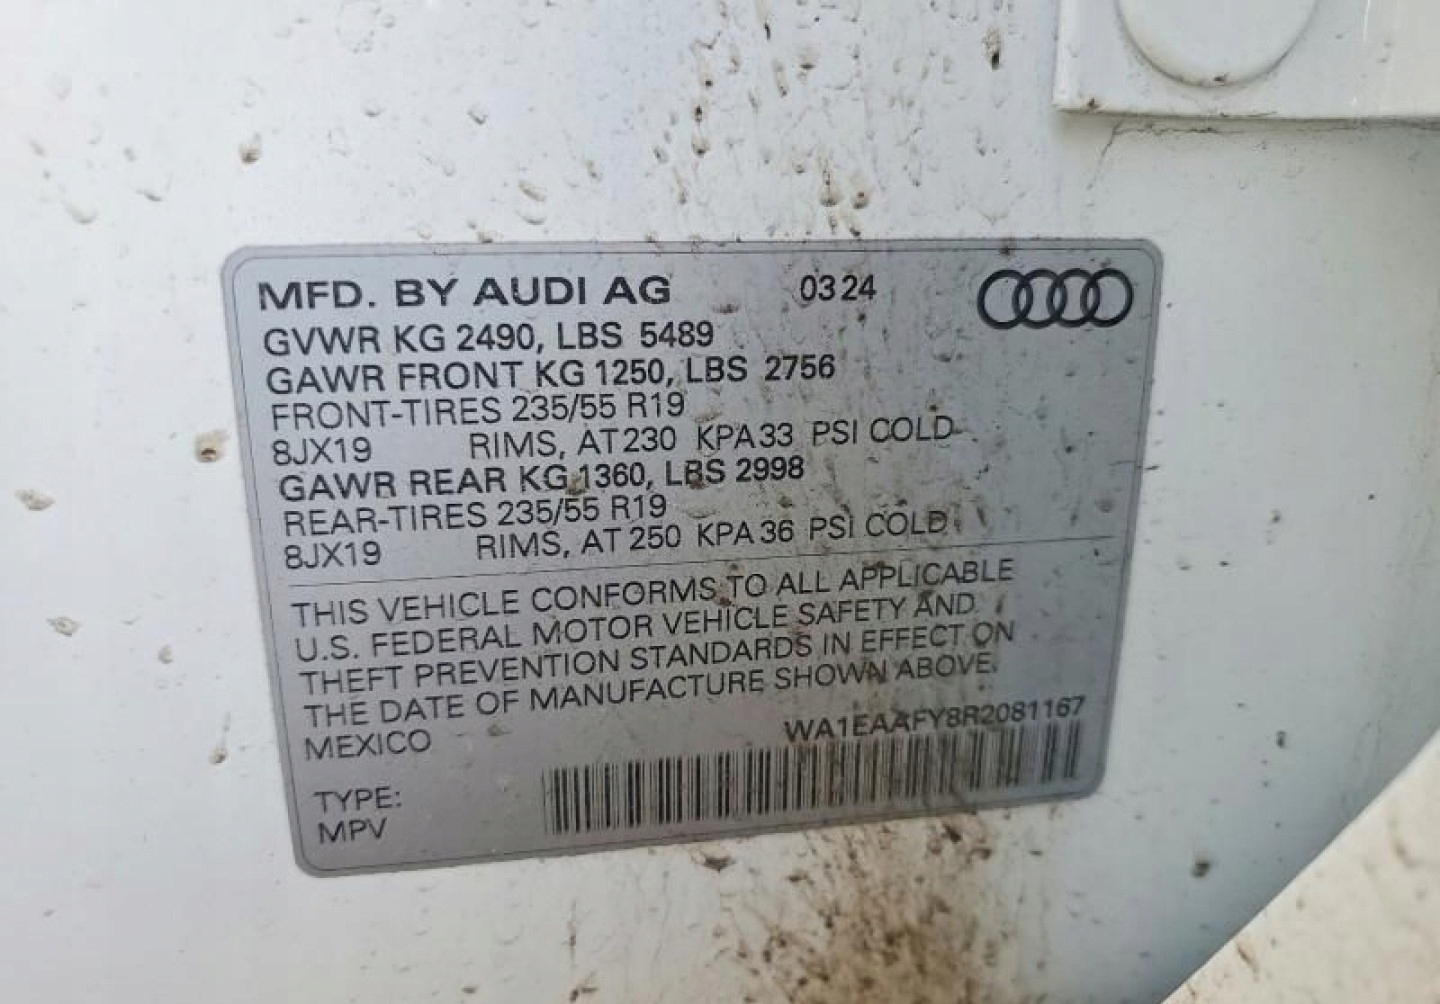 MFD. BY AUDI AG 03 24
GVWR KG 2490, LBS 5489
GAWR FRONT KG 1250, LBS 2756
FRONT-TIRES 235/55 R19
8JX19 RIMS, AT 230 KPA 33 PSI COLD
GAWR REAR KG 1360, LBS 2998
REAR-TIRES 235/55 R19
8JX19 RIMS, AT 250 KPA 36 PSI COLD
THIS VEHICLE CONFORMS TO ALL APPLICABLE
U.S. FEDERAL MOTOR VEHICLE SAFETY AND
THEFT PREVENTION STANDARDS IN EFFECT ON
THE DATE OF MANUFACTURE SHOWN ABOVE.
MEXICO
WA1EAAFY8R2081167
TYPE:
MPV